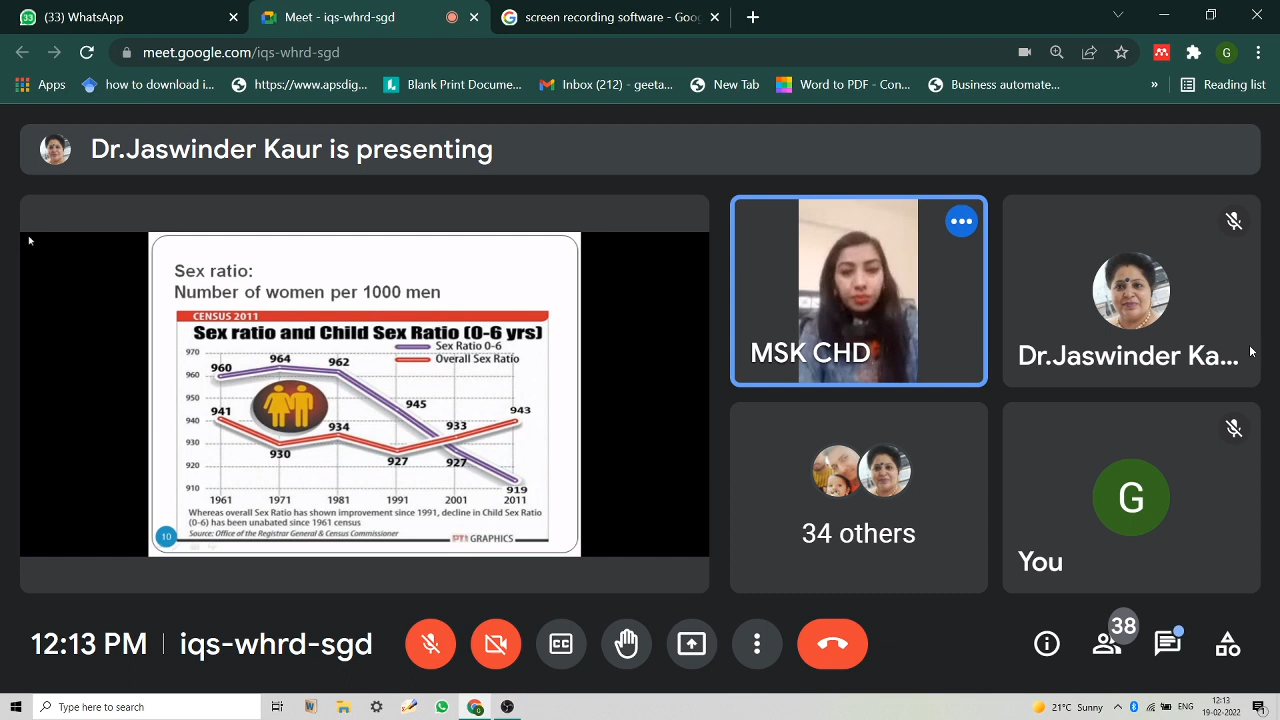 33
(33) WhatsApp
Meet - iqs-whrd-sgd
screen recording software - Goog
meet.google.com/iqs-whrd-sgd
G
Apps
how to download i...
https://www.apsdig...
Blank Print Docume...
Inbox (212) - geeta...
New Tab
Word to PDF - Con...
Business automate...
»
Reading list
Dr.Jaswinder Kaur is presenting
Sex ratio:
Number of women per 1000 men
CENSUS 2011
Sex ratio and Child Sex Ratio (0-6 yrs)
Sex Ratio 0-6
Overall Sex Ratio
970
960
950
940
930
920
910
960
964
962
945
927
919
941
930
934
927
933
943
1961
1971
1981
1991
2001
2011
Whereas overall Sex Ratio has shown improvement since 1991, decline in Child Sex Ratio
(0-6) has been unabated since 1961 census
Source: Office of the Registrar General & Census Commissioner
PTI GRAPHICS
10
MSK CHD
Dr.Jaswinder Ka...
34 others
G
You
12:13 PM | iqs-whrd-sgd
CC
38
Type here to search
21°C Sunny
ENG
12:13
19-02-2022
1